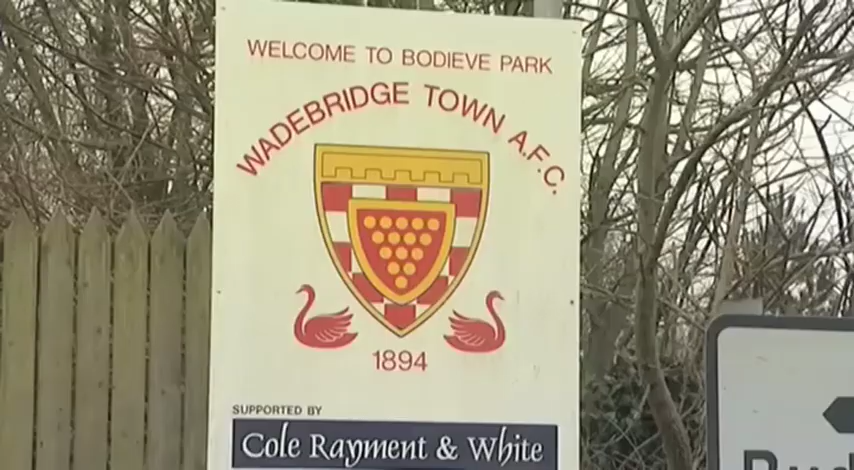 WELCOME TO BODIEVE PARK
WADEBRIDGE TOWN A.F.C.
1894
SUPPORTED BY
Cole Rayment & White